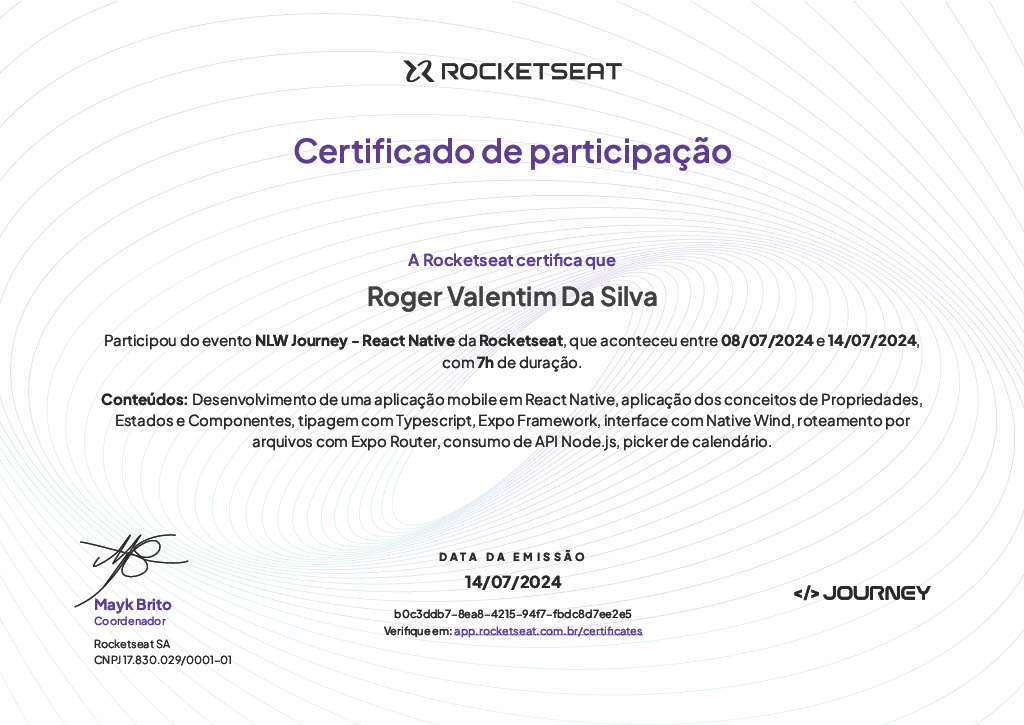 ROCKETSEAT
Certificado de participação
A Rocketseat certifica que
Roger Valentim Da Silva
Participou do evento NLW Journey - React Native da Rocketseat, que aconteceu entre 08/07/2024 e 14/07/2024,
com 7h de duração.
Conteúdos: Desenvolvimento de uma aplicação mobile em React Native, aplicação dos conceitos de Propriedades,
Estados e Componentes, tipagem com Typescript, Expo Framework, interface com Native Wind, roteamento por
arquivos com Expo Router, consumo de API Node.js, picker de calendário.
Mayk Brito
Coordenador
Rocketseat SA
CNPJ 17.830.029/0001-01
DATA DA EMISSÃO
14/07/2024
b0c3ddb7-8ea8-4215-94f7-fbdc8d7ee2e5
Verifique em: app.rocketseat.com.br/certificates
</> JOURNEY